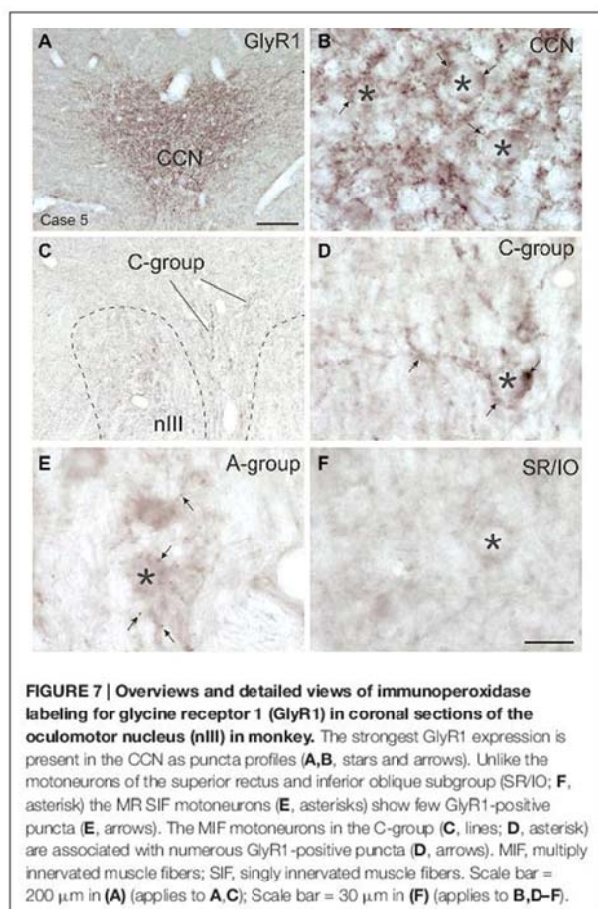 A GlyR1
CCN
Case 5
B CCN
*
*
*
C C-group
nIII
D C-group
*
E A-group
*
F SR/IO
*
FIGURE 7 | Overviews and detailed views of immunoperoxidase
labeling for glycine receptor 1 (GlyR1) in coronal sections of the
oculomotor nucleus (nIII) in monkey. The strongest GlyR1 expression is
present in the CCN as puncta profiles (A,B, stars and arrows). Unlike the
motoneurons of the superior rectus and inferior oblique subgroup (SR/IO; F,
asterisk) the MR SIF motoneurons (E, asterisks) show few GlyR1-positive
puncta (E, arrows). The MIF motoneurons in the C-group (C, lines; D, asterisk)
are associated with numerous GlyR1-positive puncta (D, arrows). MIF, multiply
innervated muscle fibers; SIF, singly innervated muscle fibers. Scale bar =
200 μm in (A) (applies to A,C); Scale bar = 30 μm in (F) (applies to B,D–F).